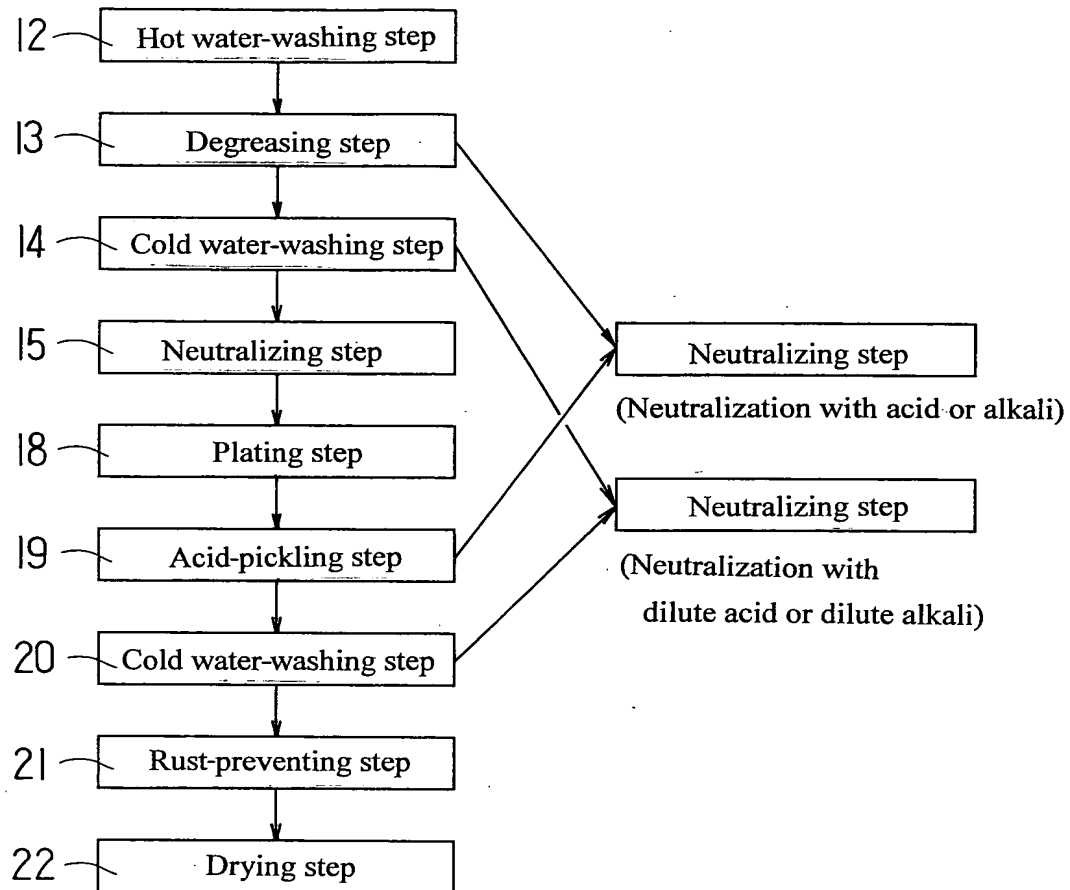 12 Hot water-washing step
13 Degreasing step
14 Cold water-washing step
15 Neutralizing step
18 Plating step
19 Acid-pickling step
20 Cold water-washing step
21 Rust-preventing step
22 Drying step
Neutralizing step
(Neutralization with acid or alkali)
Neutralizing step
(Neutralization with
dilute acid or dilute alkali)